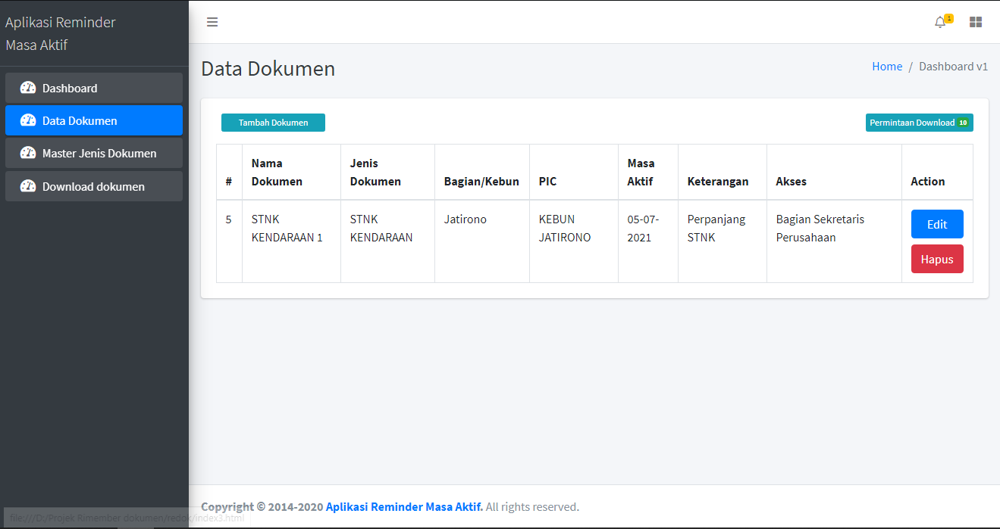 Aplikasi Reminder
Masa Aktif
Dashboard
Data Dokumen
Master Jenis Dokumen
Download dokumen
1
Data Dokumen
Home / Dashboard v1
Tambah Dokumen
Permintaan Download 10
# Nama Dokumen Jenis Dokumen Bagian/Kebun PIC Masa Aktif Keterangan Akses Action
5 STNK KENDARAAN 1 STNK KENDARAAN Jatirono KEBUN JATIRONO 05-07-2021 Perpanjang STNK Bagian Sekretaris Perusahaan Edit
Hapus
Copyright © 2014-2020 Aplikasi Reminder Masa Aktif. All rights reserved.
file:///D:/Projek Rimember dokumen/redok/index3.html